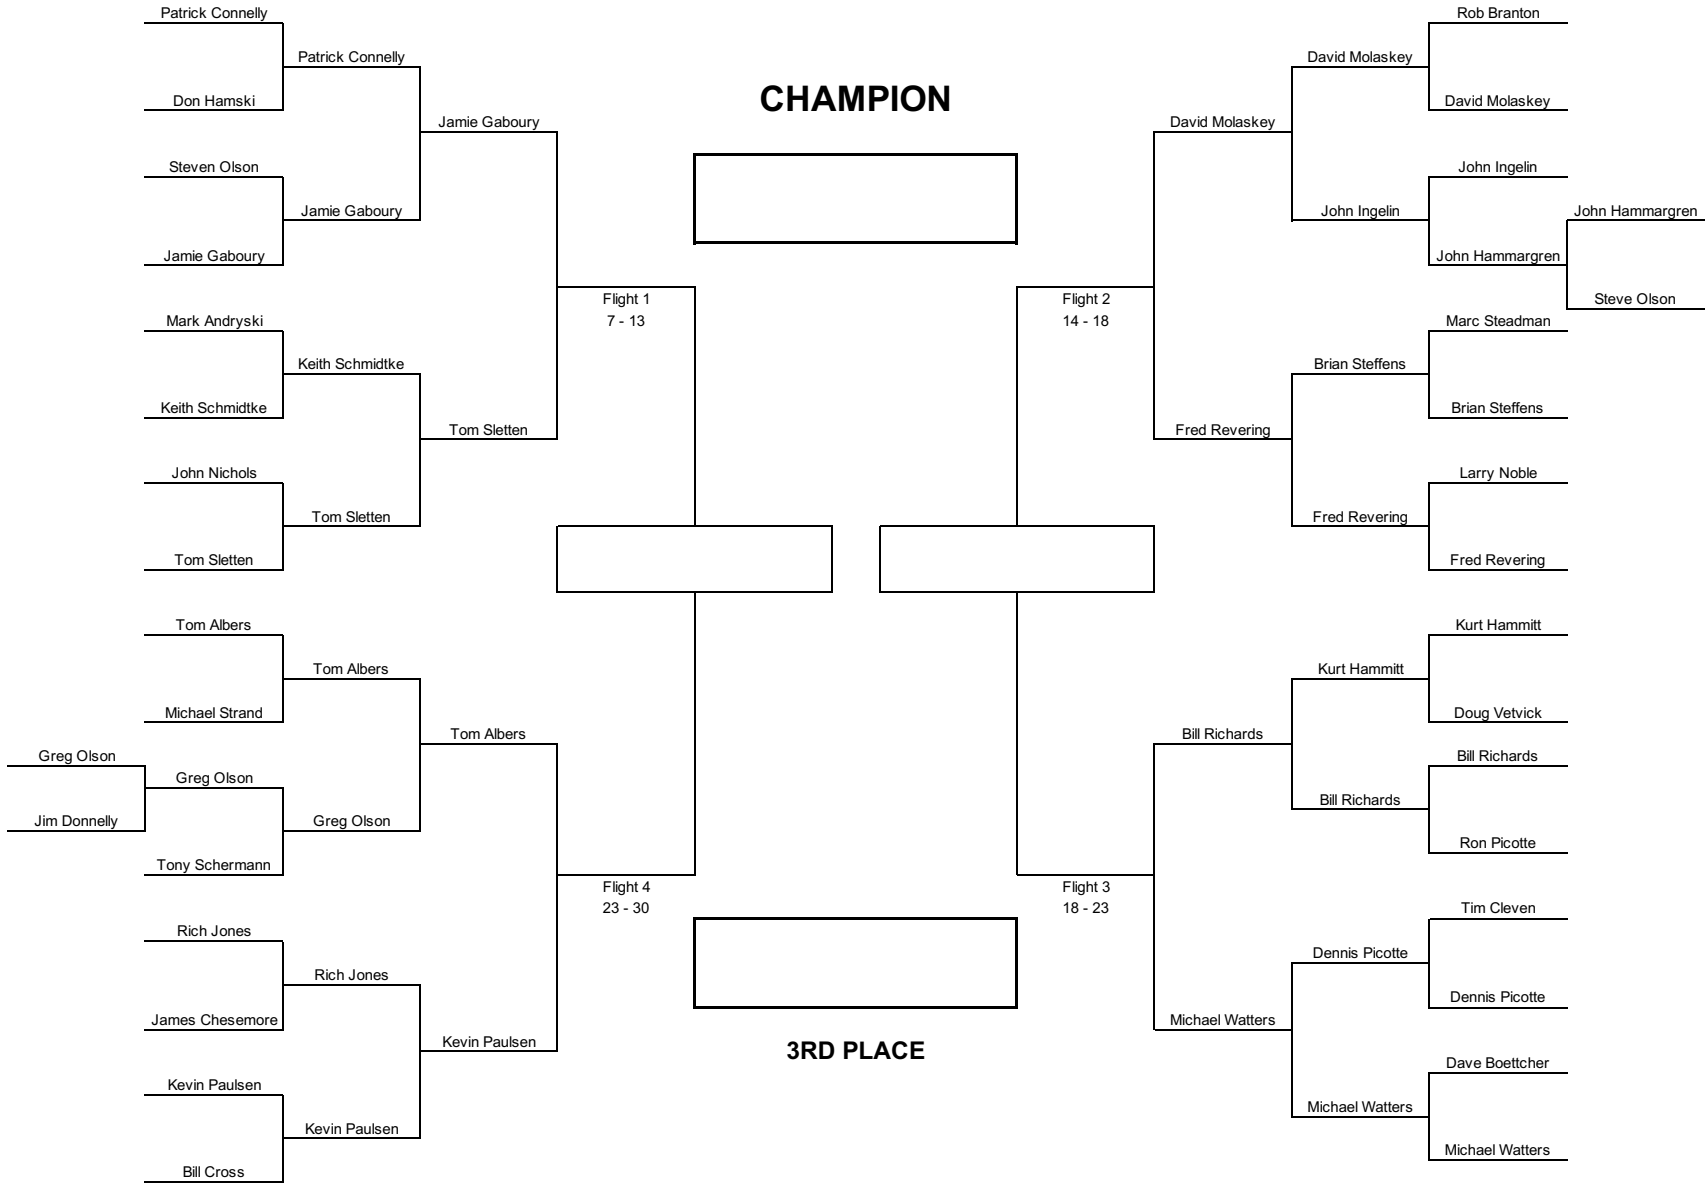 Patrick Connelly
Rob Branton
Patrick Connelly
David Molaskey
Don Hamski
CHAMPION
David Molaskey
Jamie Gaboury
David Molaskey
Steven Olson
John Ingelin
Jamie Gaboury
John Ingelin
John Hammargren
Jamie Gaboury
John Hammargren
Flight 1
Flight 2
Steve Olson
7 - 13
14 - 18
Mark Andryski
Marc Steadman
Keith Schmidtke
Brian Steffens
Keith Schmidtke
Brian Steffens
Tom Sletten
Fred Revering
John Nichols
Larry Noble
Tom Sletten
Fred Revering
Tom Sletten
Fred Revering
Tom Albers
Kurt Hammitt
Tom Albers
Kurt Hammitt
Michael Strand
Doug Vetvick
Tom Albers
Bill Richards
Greg Olson
Bill Richards
Greg Olson
Bill Richards
Jim Donnelly
Greg Olson
Ron Picotte
Tony Schermann
Flight 4
Flight 3
23 - 30
18 - 23
Tim Cleven
Rich Jones
Dennis Picotte
Rich Jones
Dennis Picotte
James Chesemore
Michael Watters
Kevin Paulsen
3RD PLACE
Dave Boettcher
Kevin Paulsen
Michael Watters
Kevin Paulsen
Michael Watters
Bill Cross